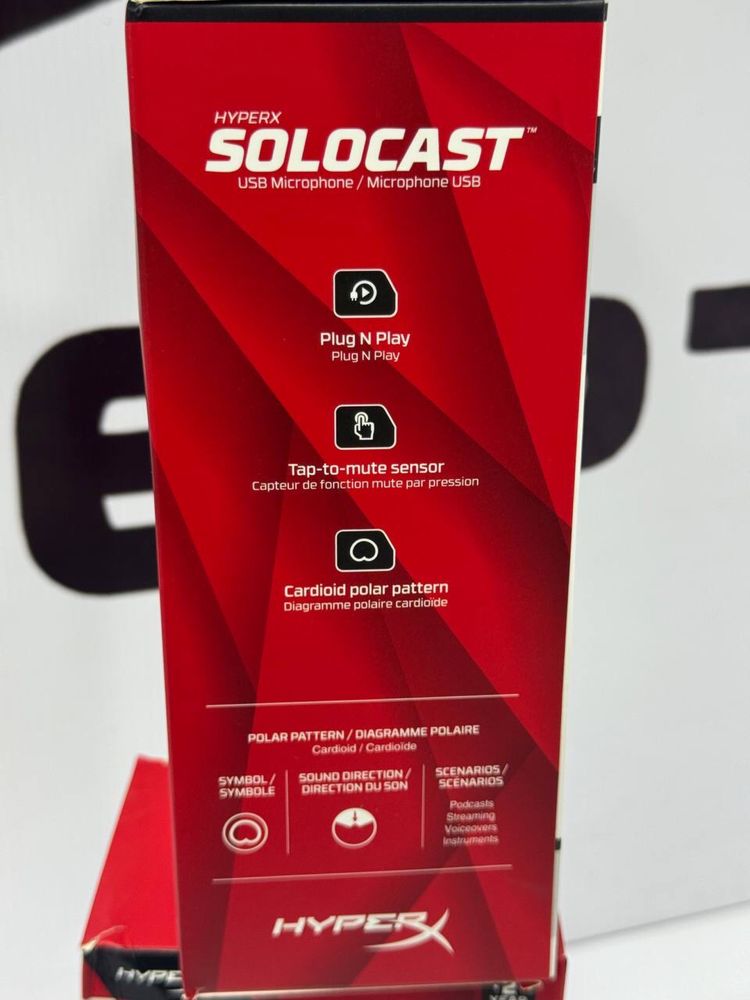 HYPERX
SOLOCAST™
USB Microphone / Microphone USB
Plug N Play
Plug N Play
Tap-to-mute sensor
Capteur de fonction mute par pression
Cardioid polar pattern
Diagramme polaire cardioïde
POLAR PATTERN / DIAGRAMME POLAIRE
Cardioid / Cardioïde
SYMBOL /
SYMBOLE
SOUND DIRECTION /
DIRECTION DU SON
SCENARIOS /
SCÉNARIOS
Podcasts
Streaming
Voiceovers
Instruments
HYPERX
HYPE